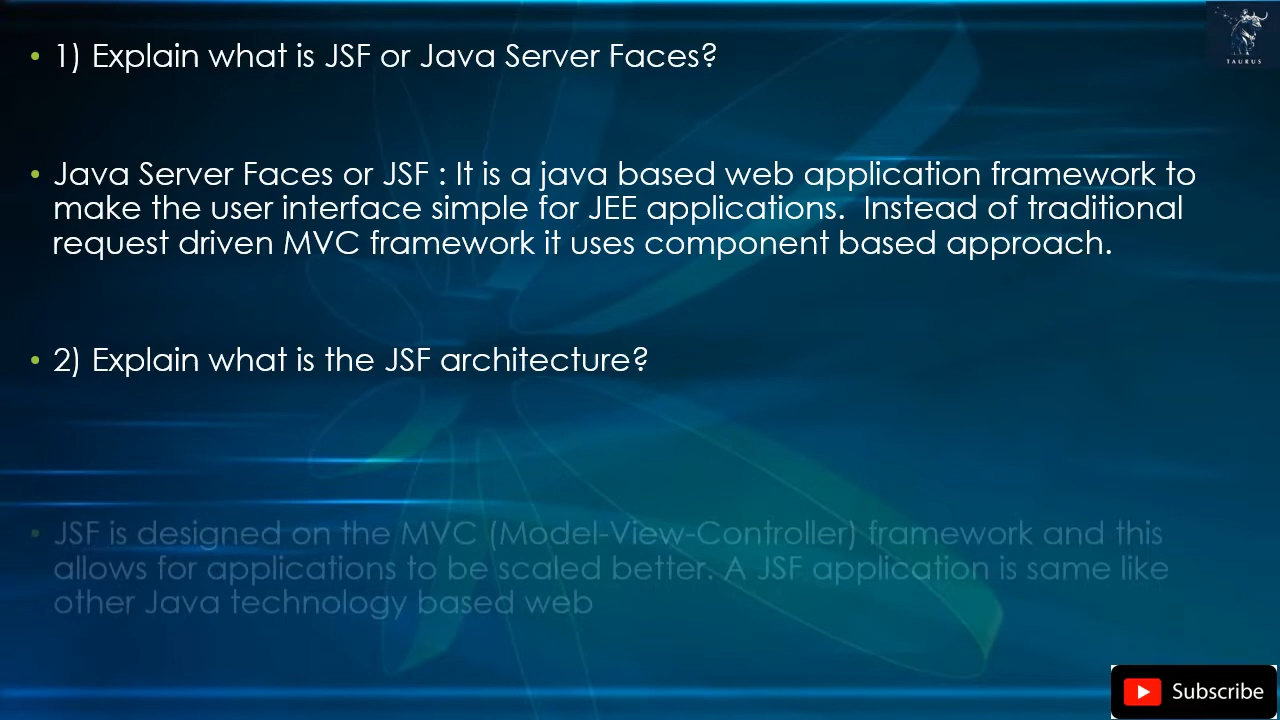 TAURUS
• 1) Explain what is JSF or Java Server Faces?
• Java Server Faces or JSF : It is a java based web application framework to
make the user interface simple for JEE applications.  Instead of traditional
request driven MVC framework it uses component based approach.
• 2) Explain what is the JSF architecture?
• JSF is designed on the MVC (Model-View-Controller) framework and this
allows for applications to be scaled better. A JSF application is same like
other Java technology based web
Subscribe